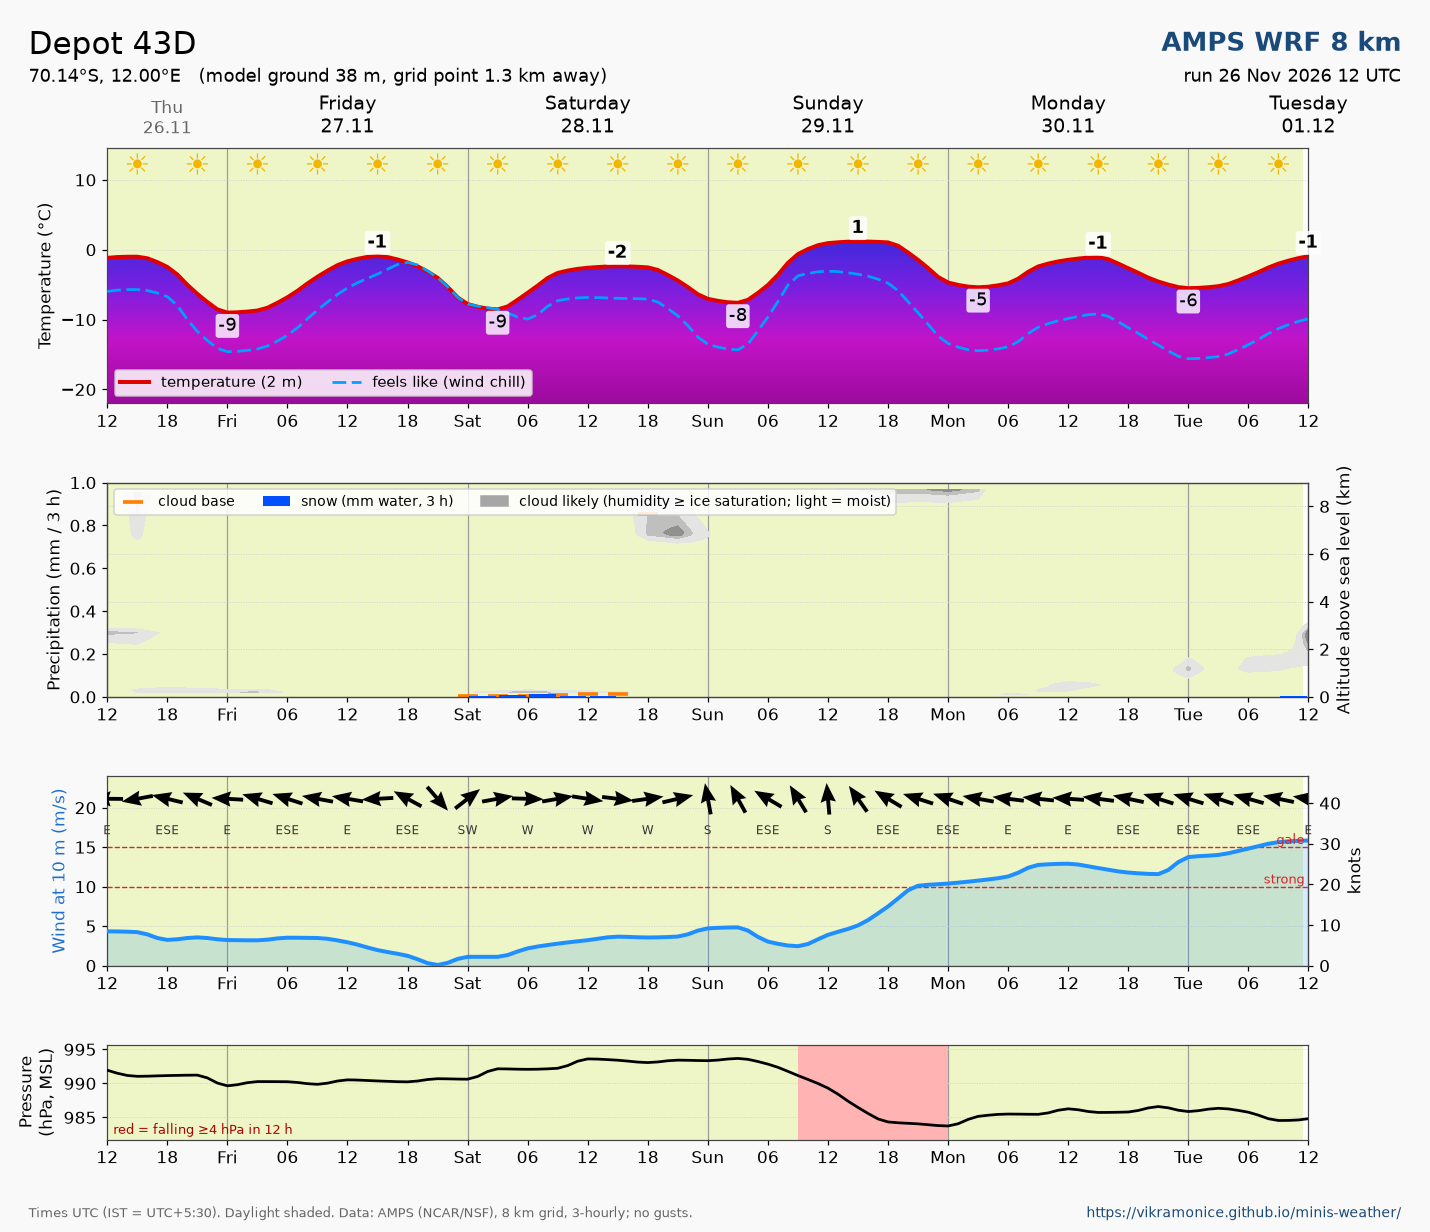 Depot 43D
AMPS WRF 8 km
70.14°S, 12.00°E (model ground 38 m, grid point 1.3 km away)
run 26 Nov 2026 12 UTC
Thu Friday Saturday Sunday Monday Tuesday
26.11 27.11 28.11 29.11 30.11 01.12
Temperature (°C)
10
0
−10
−20
-1 -2 1 -1 -1
-9 -9 -8 -5 -6
temperature (2 m) feels like (wind chill)
12 18 Fri 06 12 18 Sat 06 12 18 Sun 06 12 18 Mon 06 12 18 Tue 06 12
Precipitation (mm / 3 h)
1.0
0.8
0.6
0.4
0.2
0.0
cloud base snow (mm water, 3 h) cloud likely (humidity ≥ ice saturation; light = moist)
8
6
4
2
0
Altitude above sea level (km)
12 18 Fri 06 12 18 Sat 06 12 18 Sun 06 12 18 Mon 06 12 18 Tue 06 12
Wind at 10 m (m/s)
20
15
10
5
0
E ESE E ESE E ESE SW W W W S ESE S ESE ESE E E ESE ESE ESE E
gale
strong
40
30
20
10
0
knots
12 18 Fri 06 12 18 Sat 06 12 18 Sun 06 12 18 Mon 06 12 18 Tue 06 12
Pressure
(hPa, MSL)
995
990
985
red = falling ≥4 hPa in 12 h
12 18 Fri 06 12 18 Sat 06 12 18 Sun 06 12 18 Mon 06 12 18 Tue 06 12
Times UTC (IST = UTC+5:30). Daylight shaded. Data: AMPS (NCAR/NSF), 8 km grid, 3-hourly; no gusts.
https://vikramonice.github.io/minis-weather/